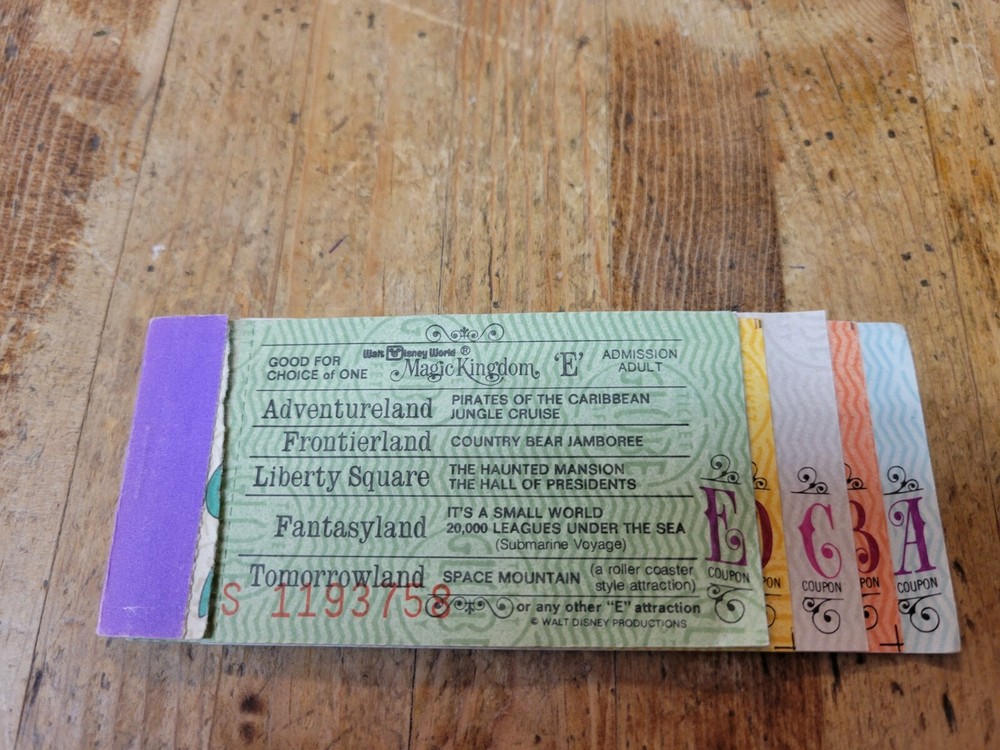 GOOD FOR
CHOICE of ONE
Walt Disney World ®
Magic Kingdom 'E'
ADMISSION
ADULT
Adventureland PIRATES OF THE CARIBBEAN
JUNGLE CRUISE
Frontierland COUNTRY BEAR JAMBOREE
Liberty Square THE HAUNTED MANSION
THE HALL OF PRESIDENTS
Fantasyland IT'S A SMALL WORLD
20,000 LEAGUES UNDER THE SEA
(Submarine Voyage)
Tomorrowland SPACE MOUNTAIN (a roller coaster
style attraction)
S 1193758
or any other "E" attraction
© WALT DISNEY PRODUCTIONS
E
COUPON
D
PON
C
COUPON
B
PON
A
COUPON